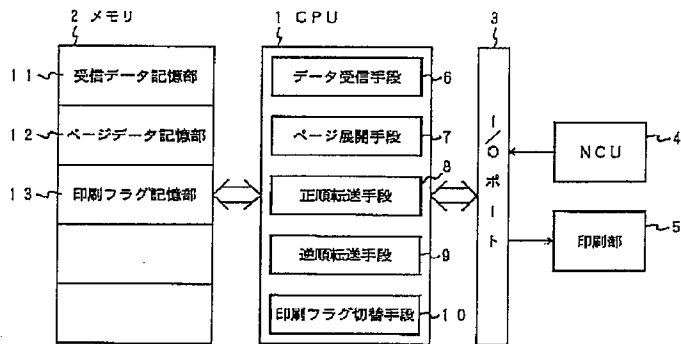 2 メモリ
11 受信データ記憶部
12 ページデータ記憶部
13 印刷フラグ記憶部
1 CPU
データ受信手段 6
ページ展開手段 7
正順転送手段 8
逆順転送手段 9
印刷フラグ切替手段 10
3
I/Oポート
NCU 4
印刷部 5